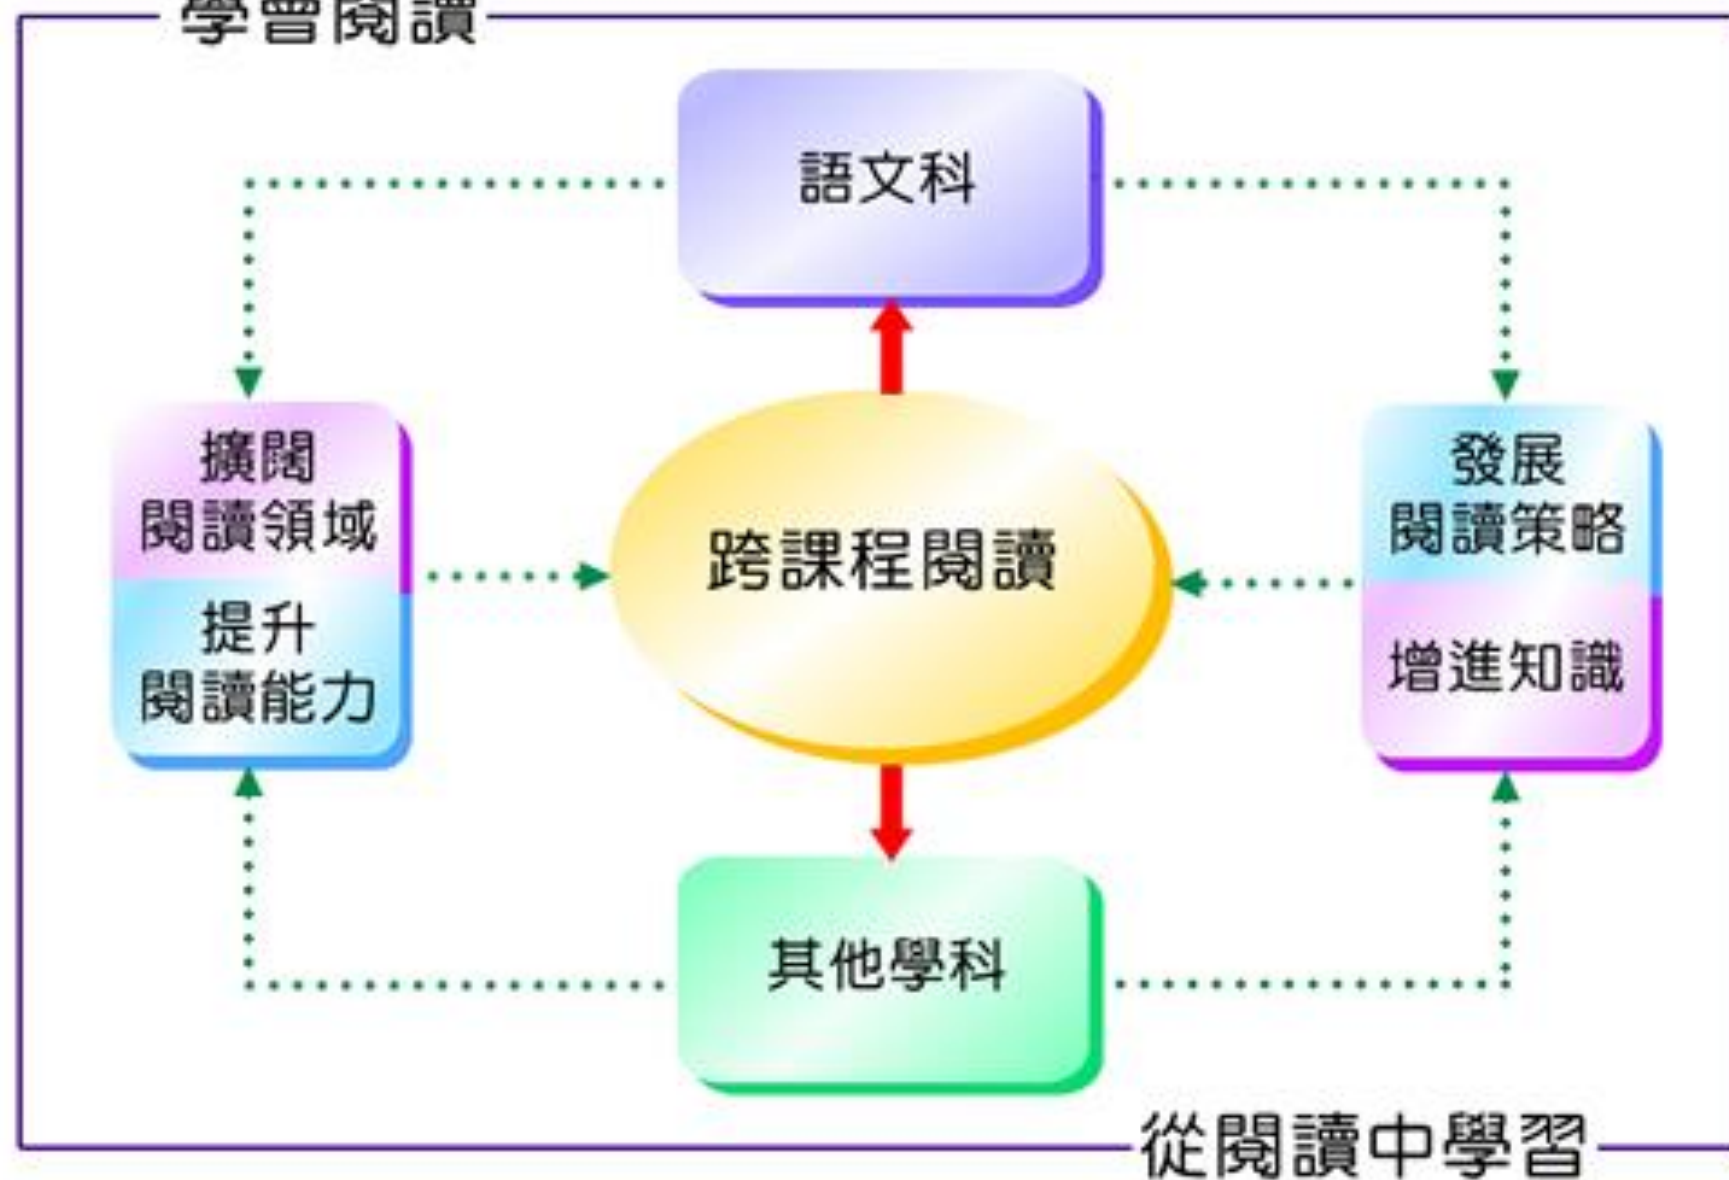 學會閱讀
語文科
擴闊
閱讀領域
提升
閱讀能力
跨課程閱讀
發展
閱讀策略
增進知識
其他學科
從閱讀中學習